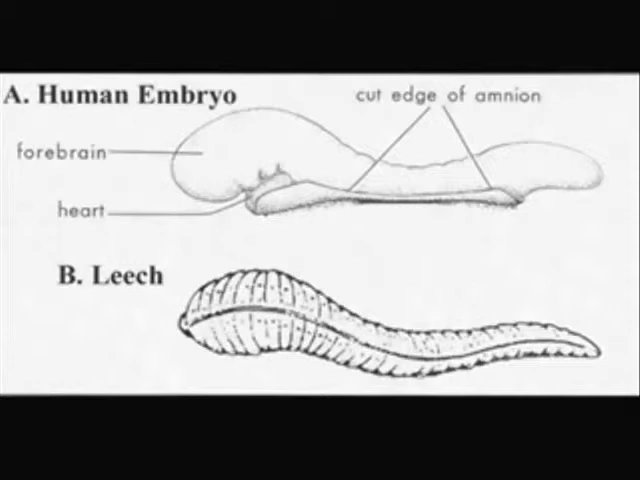 A. Human Embryo
cut edge of amnion
forebrain
heart
B. Leech